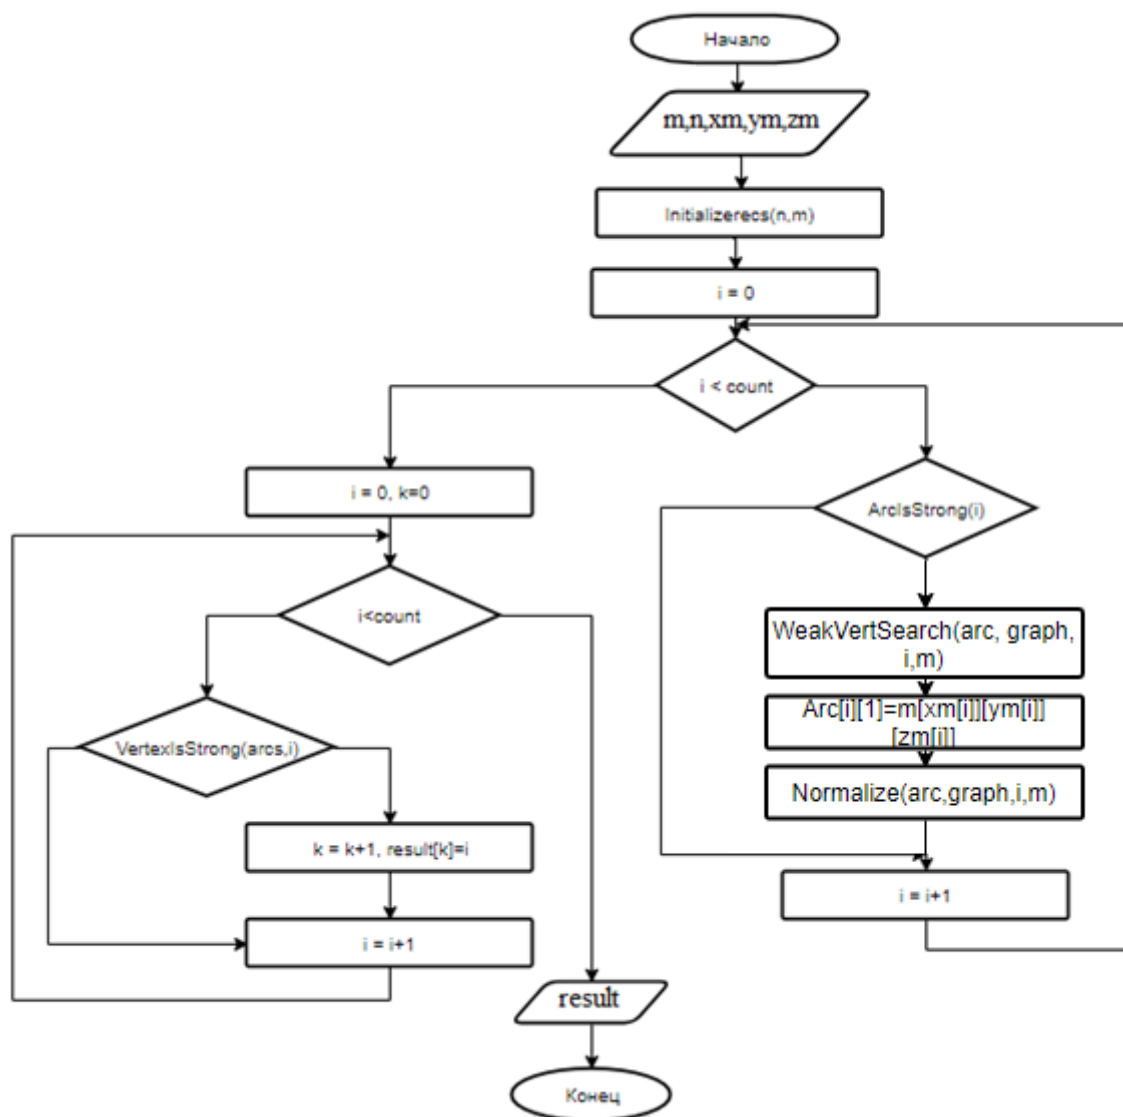 Начало
m,n,xm,ym,zm
Initializerecs(n,m)
i = 0
i < count
i = 0, k=0
ArcIsStrong(i)
i<count
WeakVertSearch(arc, graph,
i,m)
Arc[i][1]=m[xm[i]][ym[i]]
[zm[i]]
VertexIsStrong(arcs,i)
Normalize(arc,graph,i,m)
k = k+1, result[k]=i
i = i+1
i = i+1
result
Конец